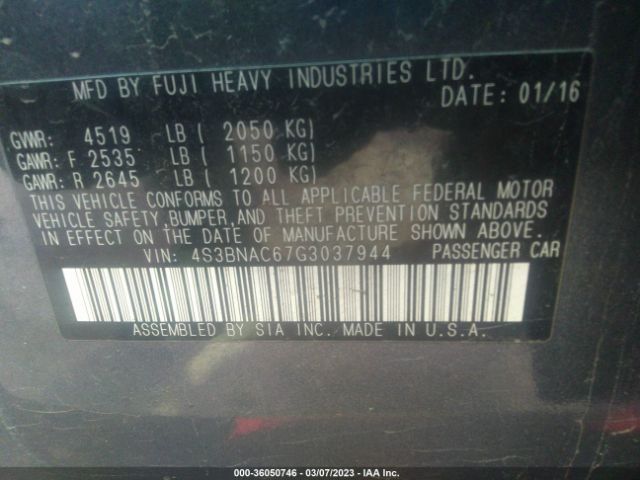 MFD BY FUJI HEAVY INDUSTRIES LTD.
DATE: 01/16
GVWR: 4519 LB ( 2050 KG)
GAWR: F 2535 LB ( 1150 KG)
GAWR: R 2645 LB ( 1200 KG)
THIS VEHICLE CONFORMS TO ALL APPLICABLE FEDERAL MOTOR
VEHICLE SAFETY,BUMPER,AND THEFT PREVENTION STANDARDS
IN EFFECT ON THE DATE OF MANUFACTURE SHOWN ABOVE.
VIN: 4S3BNAC67G3037944 PASSENGER CAR
ASSEMBLED BY SIA INC. MADE IN U.S.A.
000-36050746 - 03/07/2023 - IAA Inc.